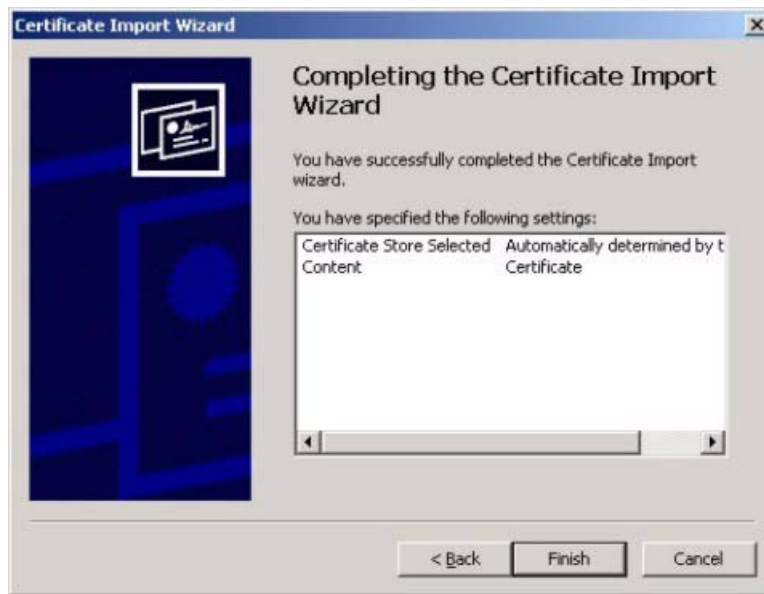 Certificate Import Wizard
Completing the Certificate Import
Wizard
You have successfully completed the Certificate Import
wizard.
You have specified the following settings:
Certificate Store Selected Automatically determined by t
Content Certificate
< Back Finish Cancel